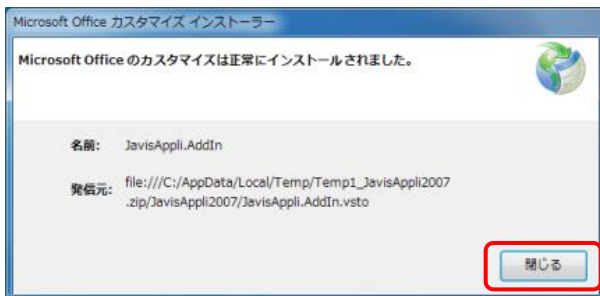 Microsoft Office カスタマイズ インストーラー
Microsoft Office のカスタマイズは正常にインストールされました。
名前: JavisAppli.AddIn
発信元: file:///C:/AppData/Local/Temp/Temp1_JavisAppli2007
.zip/JavisAppli2007/JavisAppli.AddIn.vsto
閉じる